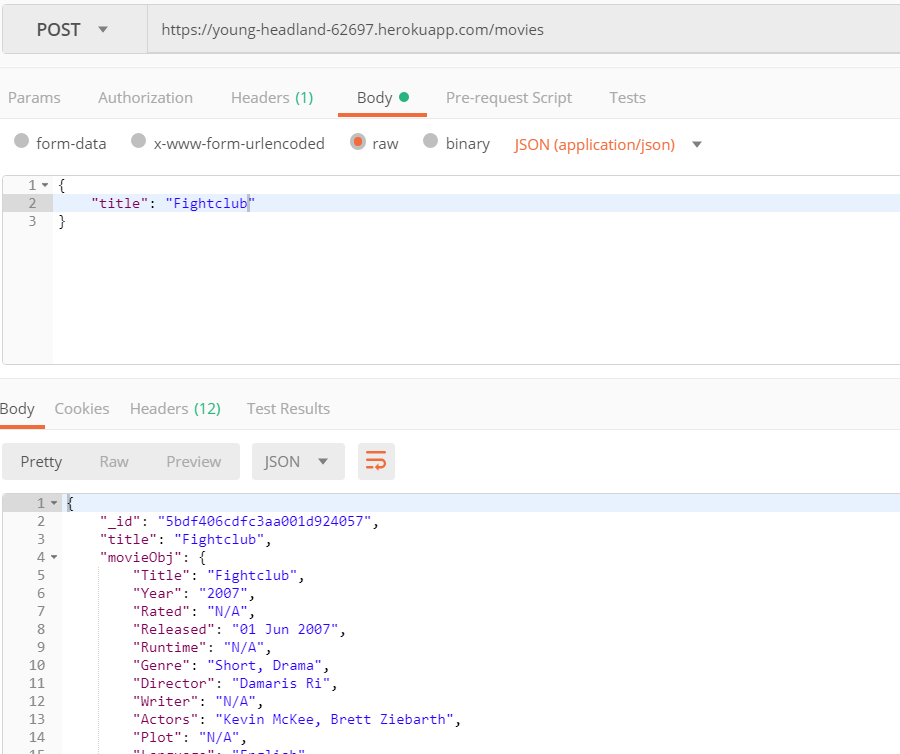 POST https://young-headland-62697.herokuapp.com/movies
Params Authorization Headers (1) Body Pre-request Script Tests
form-data x-www-form-urlencoded raw binary JSON (application/json)
1 {
2 "title": "Fightclub"
3 }
Body Cookies Headers (12) Test Results
Pretty Raw Preview JSON
1 {
2 "_id": "5bdf406cdfc3aa001d924057",
3 "title": "Fightclub",
4 "movieObj": {
5 "Title": "Fightclub",
6 "Year": "2007",
7 "Rated": "N/A",
8 "Released": "01 Jun 2007",
9 "Runtime": "N/A",
10 "Genre": "Short, Drama",
11 "Director": "Damaris Ri",
12 "Writer": "N/A",
13 "Actors": "Kevin McKee, Brett Ziebarth",
14 "Plot": "N/A",
15 "Language": "English"